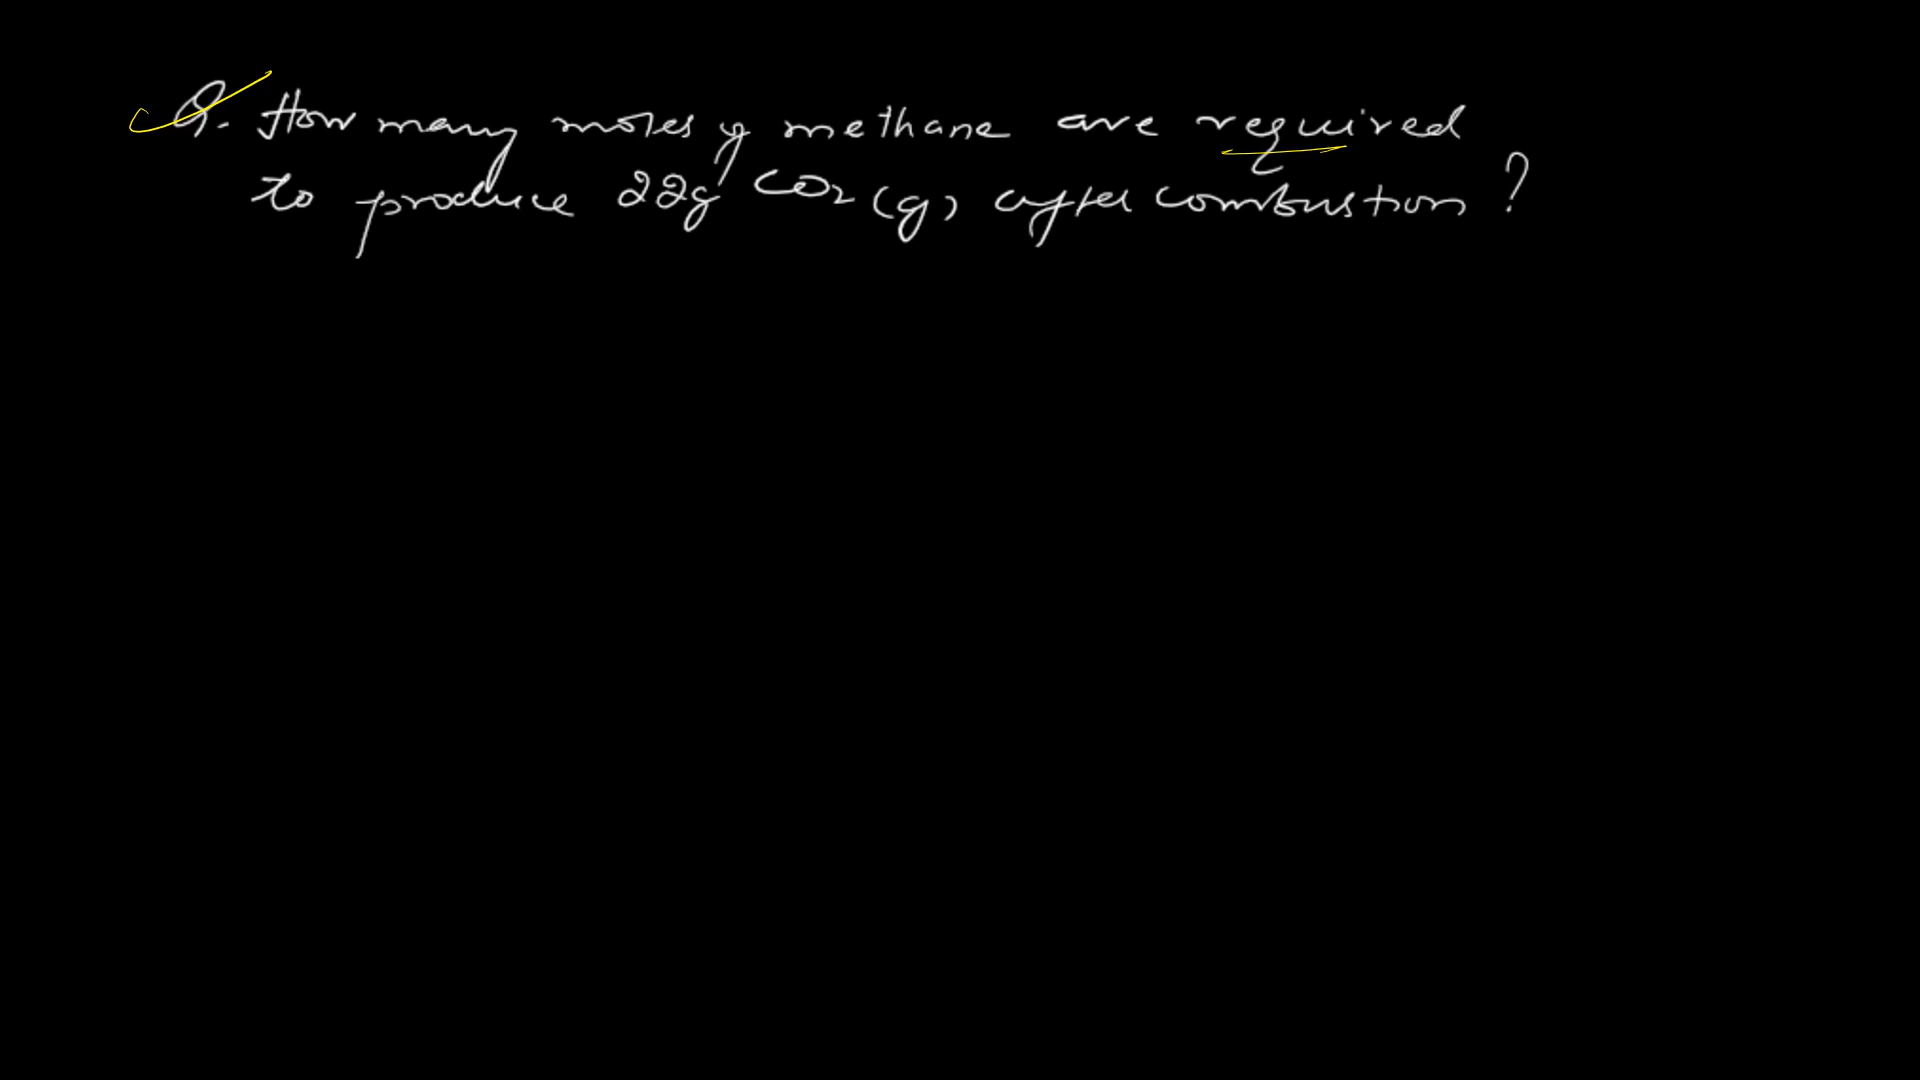 Q. How many moles of methane are required
to produce 22g CO2 (g) after combustion ?